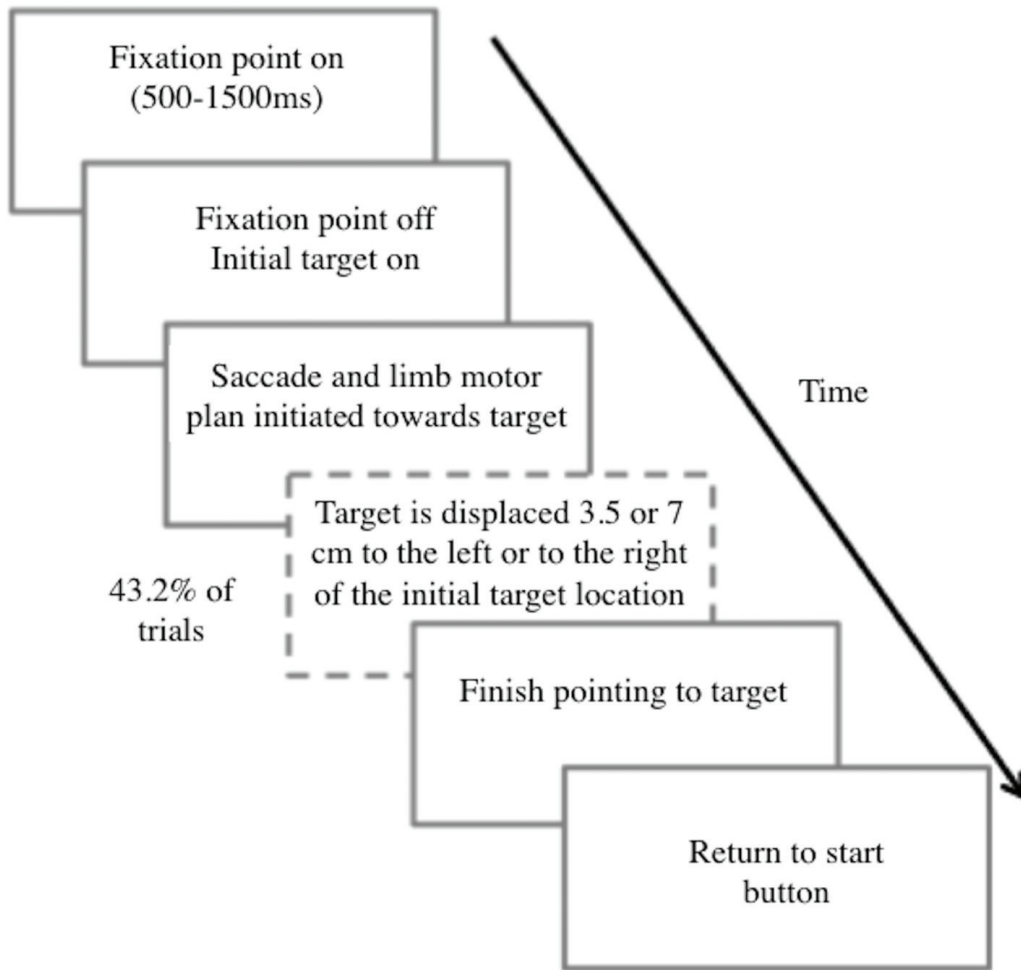 Fixation point on
(500-1500ms)
Fixation point off
Initial target on
Saccade and limb motor
plan initiated towards target
Time
Target is displaced 3.5 or 7
cm to the left or to the right
of the initial target location
43.2% of
trials
Finish pointing to target
Return to start
button